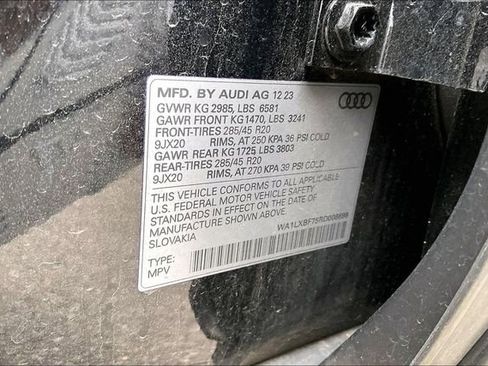 MFD. BY AUDI AG 12 23
GVWR KG 2985, LBS 6581
GAWR FRONT KG 1470, LBS 3241
FRONT-TIRES 285/45 R20
9JX20 RIMS, AT 250 KPA 36 PSI COLD
GAWR REAR KG 1725, LBS 3803
REAR-TIRES 285/45 R20
9JX20 RIMS, AT 270 KPA 39 PSI COLD
THIS VEHICLE CONFORMS TO ALL APPLICABLE
U.S. FEDERAL MOTOR VEHICLE SAFETY
STANDARDS IN EFFECT ON THE DATE OF
MANUFACTURE SHOWN ABOVE
SLOVAKIA
WA1LXBF75RD008698
TYPE:
MPV